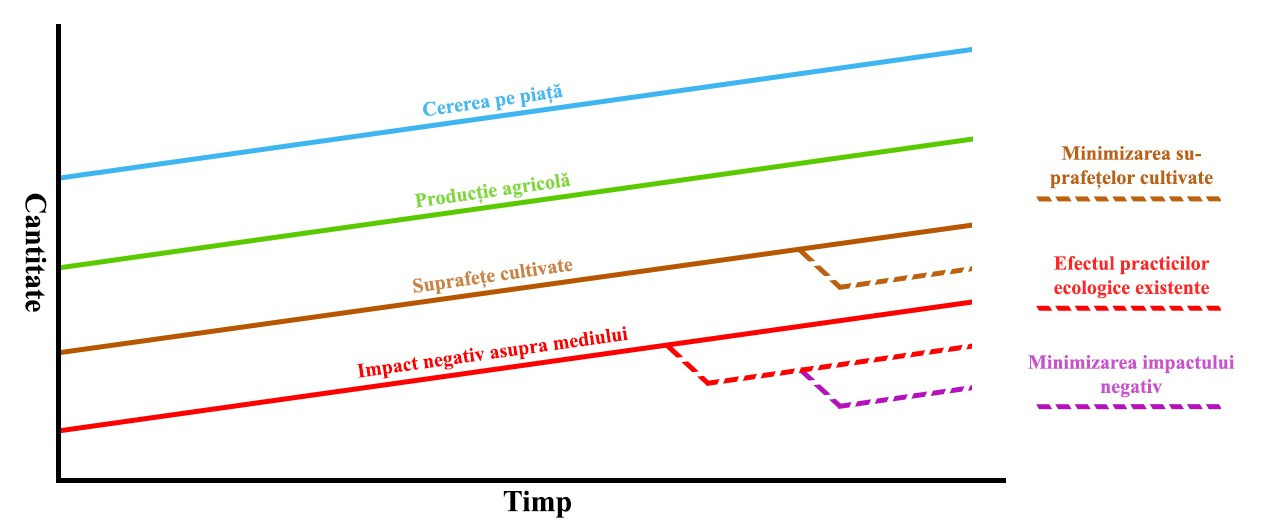 Cererea pe piață
Producție agricolă
Suprafețe cultivate
Impact negativ asupra mediului
Cantitate
Timp
Minimizarea su-
prafețelor cultivate
Efectul practicilor
ecologice existente
Minimizarea impactului
negativ